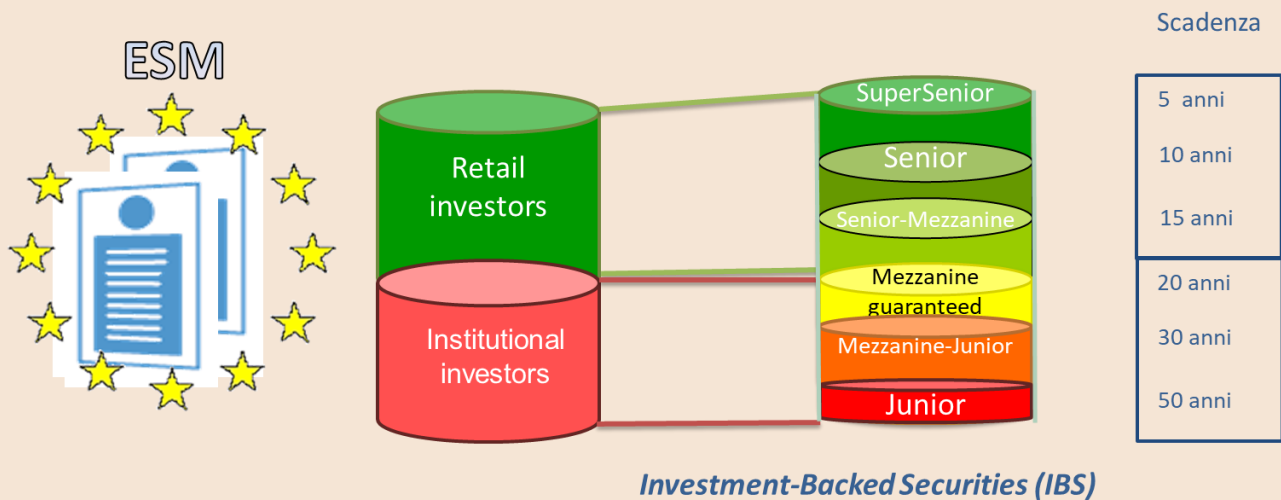 Scadenza
ESM
Retail
investors
Institutional
investors
SuperSenior
Senior
Senior-Mezzanine
Mezzanine
guaranteed
Mezzanine-Junior
Junior
5 anni
10 anni
15 anni
20 anni
30 anni
50 anni
Investment-Backed Securities (IBS)